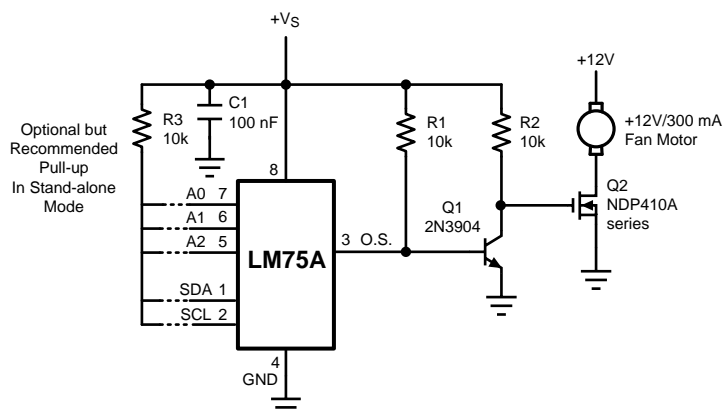 +VS
+12V
C1
100 nF
R3
10k
R1
10k
R2
10k
+12V/300 mA
Fan Motor
Optional but
Recommended
Pull-up
In Stand-alone
Mode
8
A0 7
A1 6
A2 5
SDA 1
SCL 2
LM75A
3 O.S.
Q1
2N3904
Q2
NDP410A
series
4
GND